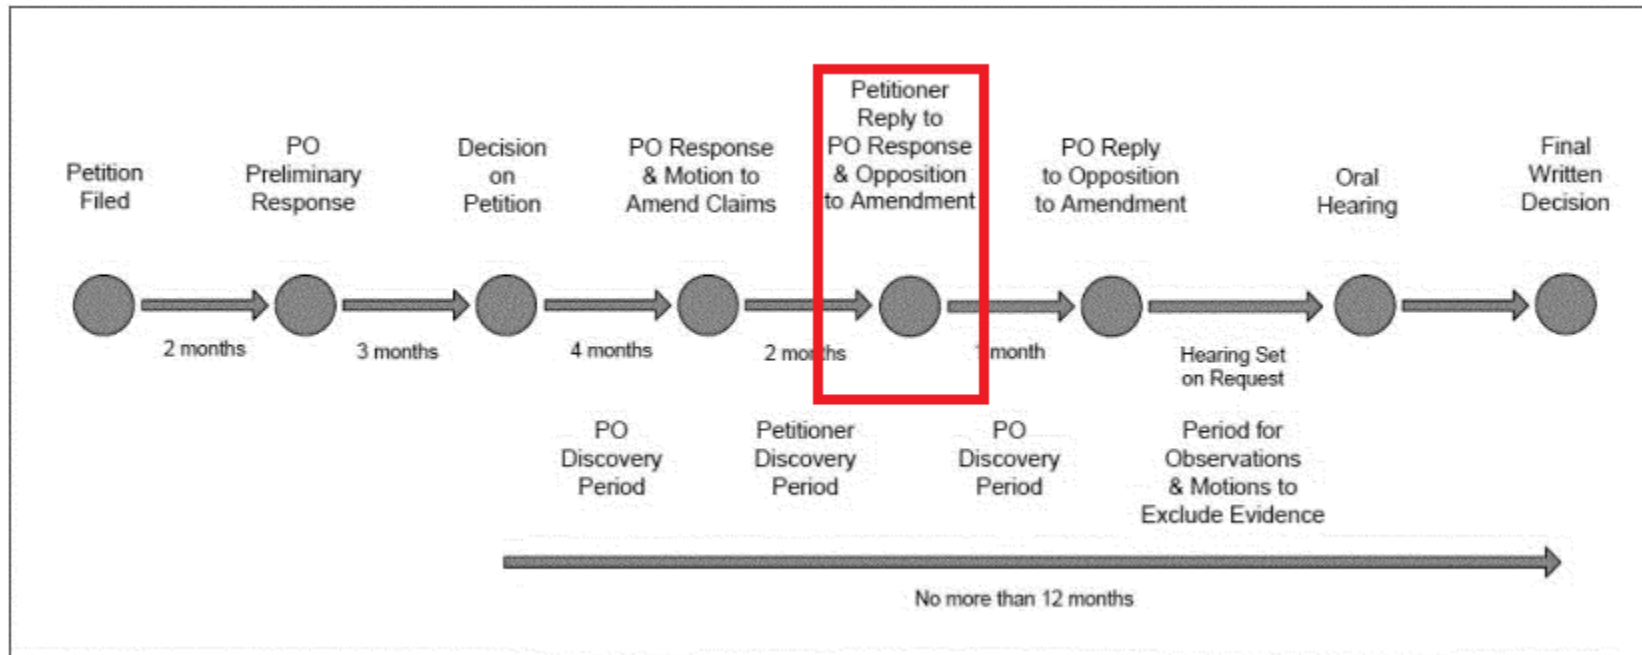 Petition
Filed
PO
Preliminary
Response
Decision
on
Petition
PO Response
& Motion to
Amend Claims
Petitioner
Reply to
PO Response
& Opposition
to Amendment
PO Reply
to Opposition
to Amendment
Oral
Hearing
Final
Written
Decision
2 months
3 months
4 months
2 months
month
Hearing Set
on Request
PO
Discovery
Period
Petitioner
Discovery
Period
PO
Discovery
Period
Period for
Observations
& Motions to
Exclude Evidence
No more than 12 months